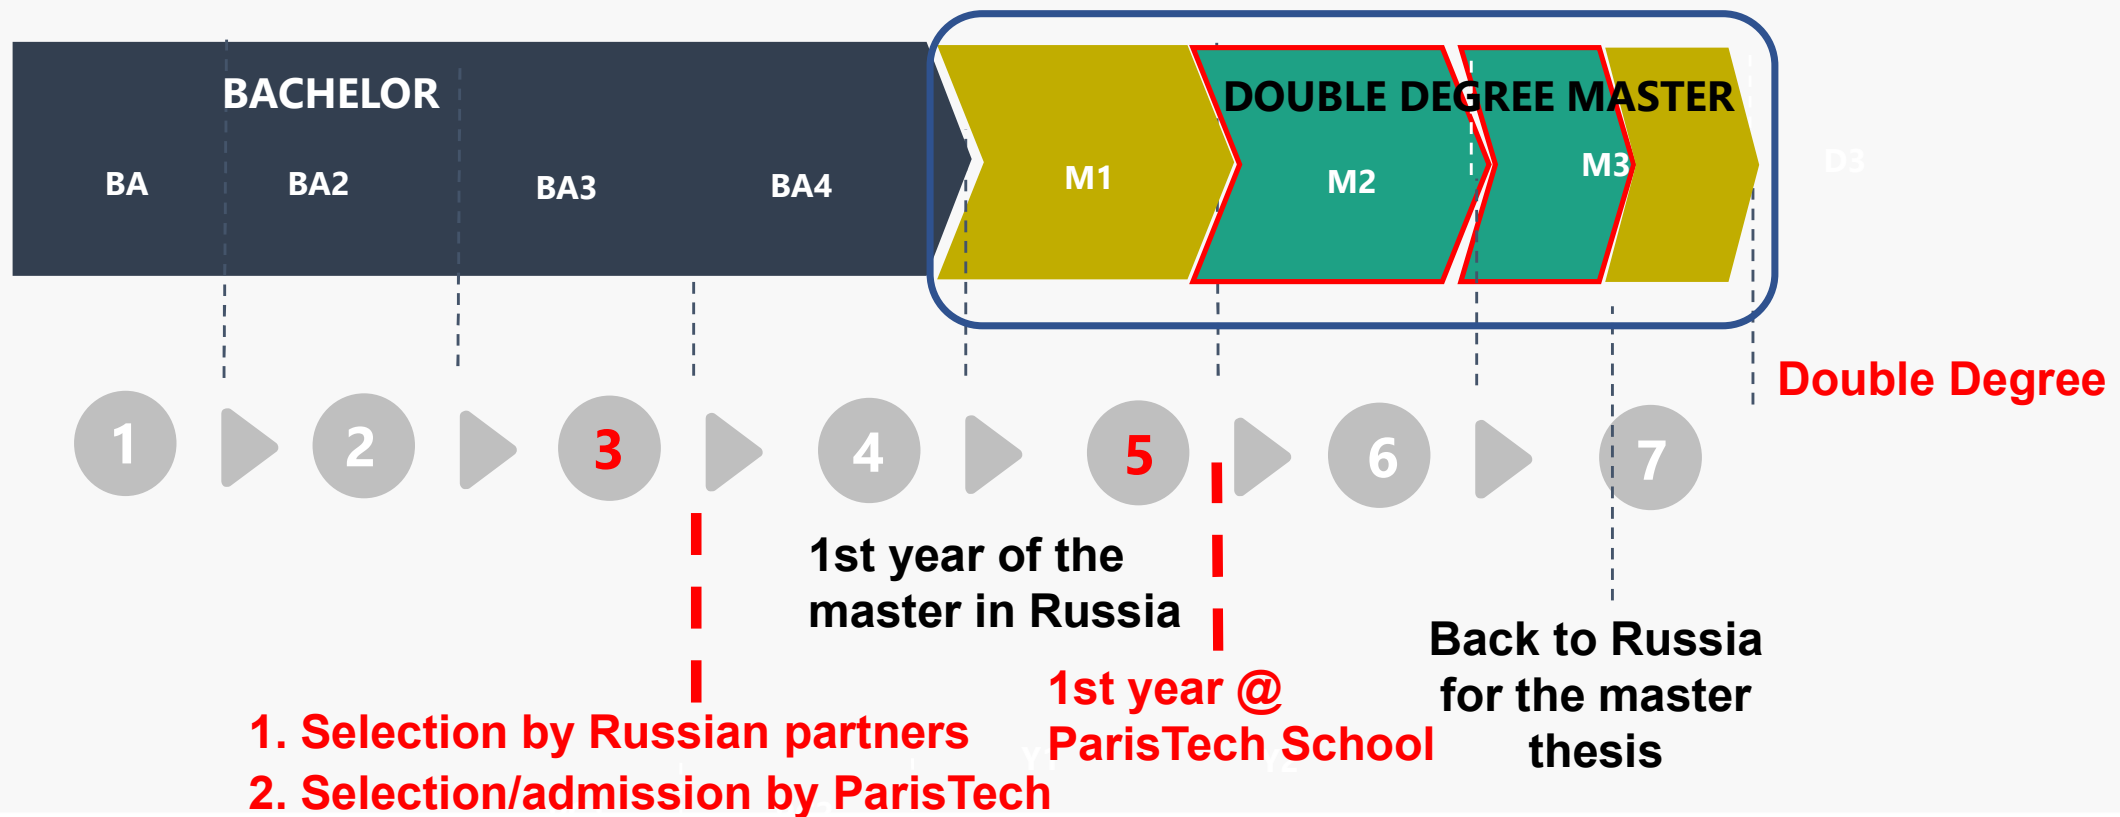 BACHELOR
DOUBLE DEGREE MASTER
BA
BA2
BA3
BA4
M1
M2
M3
D3
Double Degree
1
2
3
4
5
6
7
1st year of the
master in Russia
1st year @
ParisTech School
Back to Russia
for the master
thesis
1. Selection by Russian partners
2. Selection/admission by ParisTech